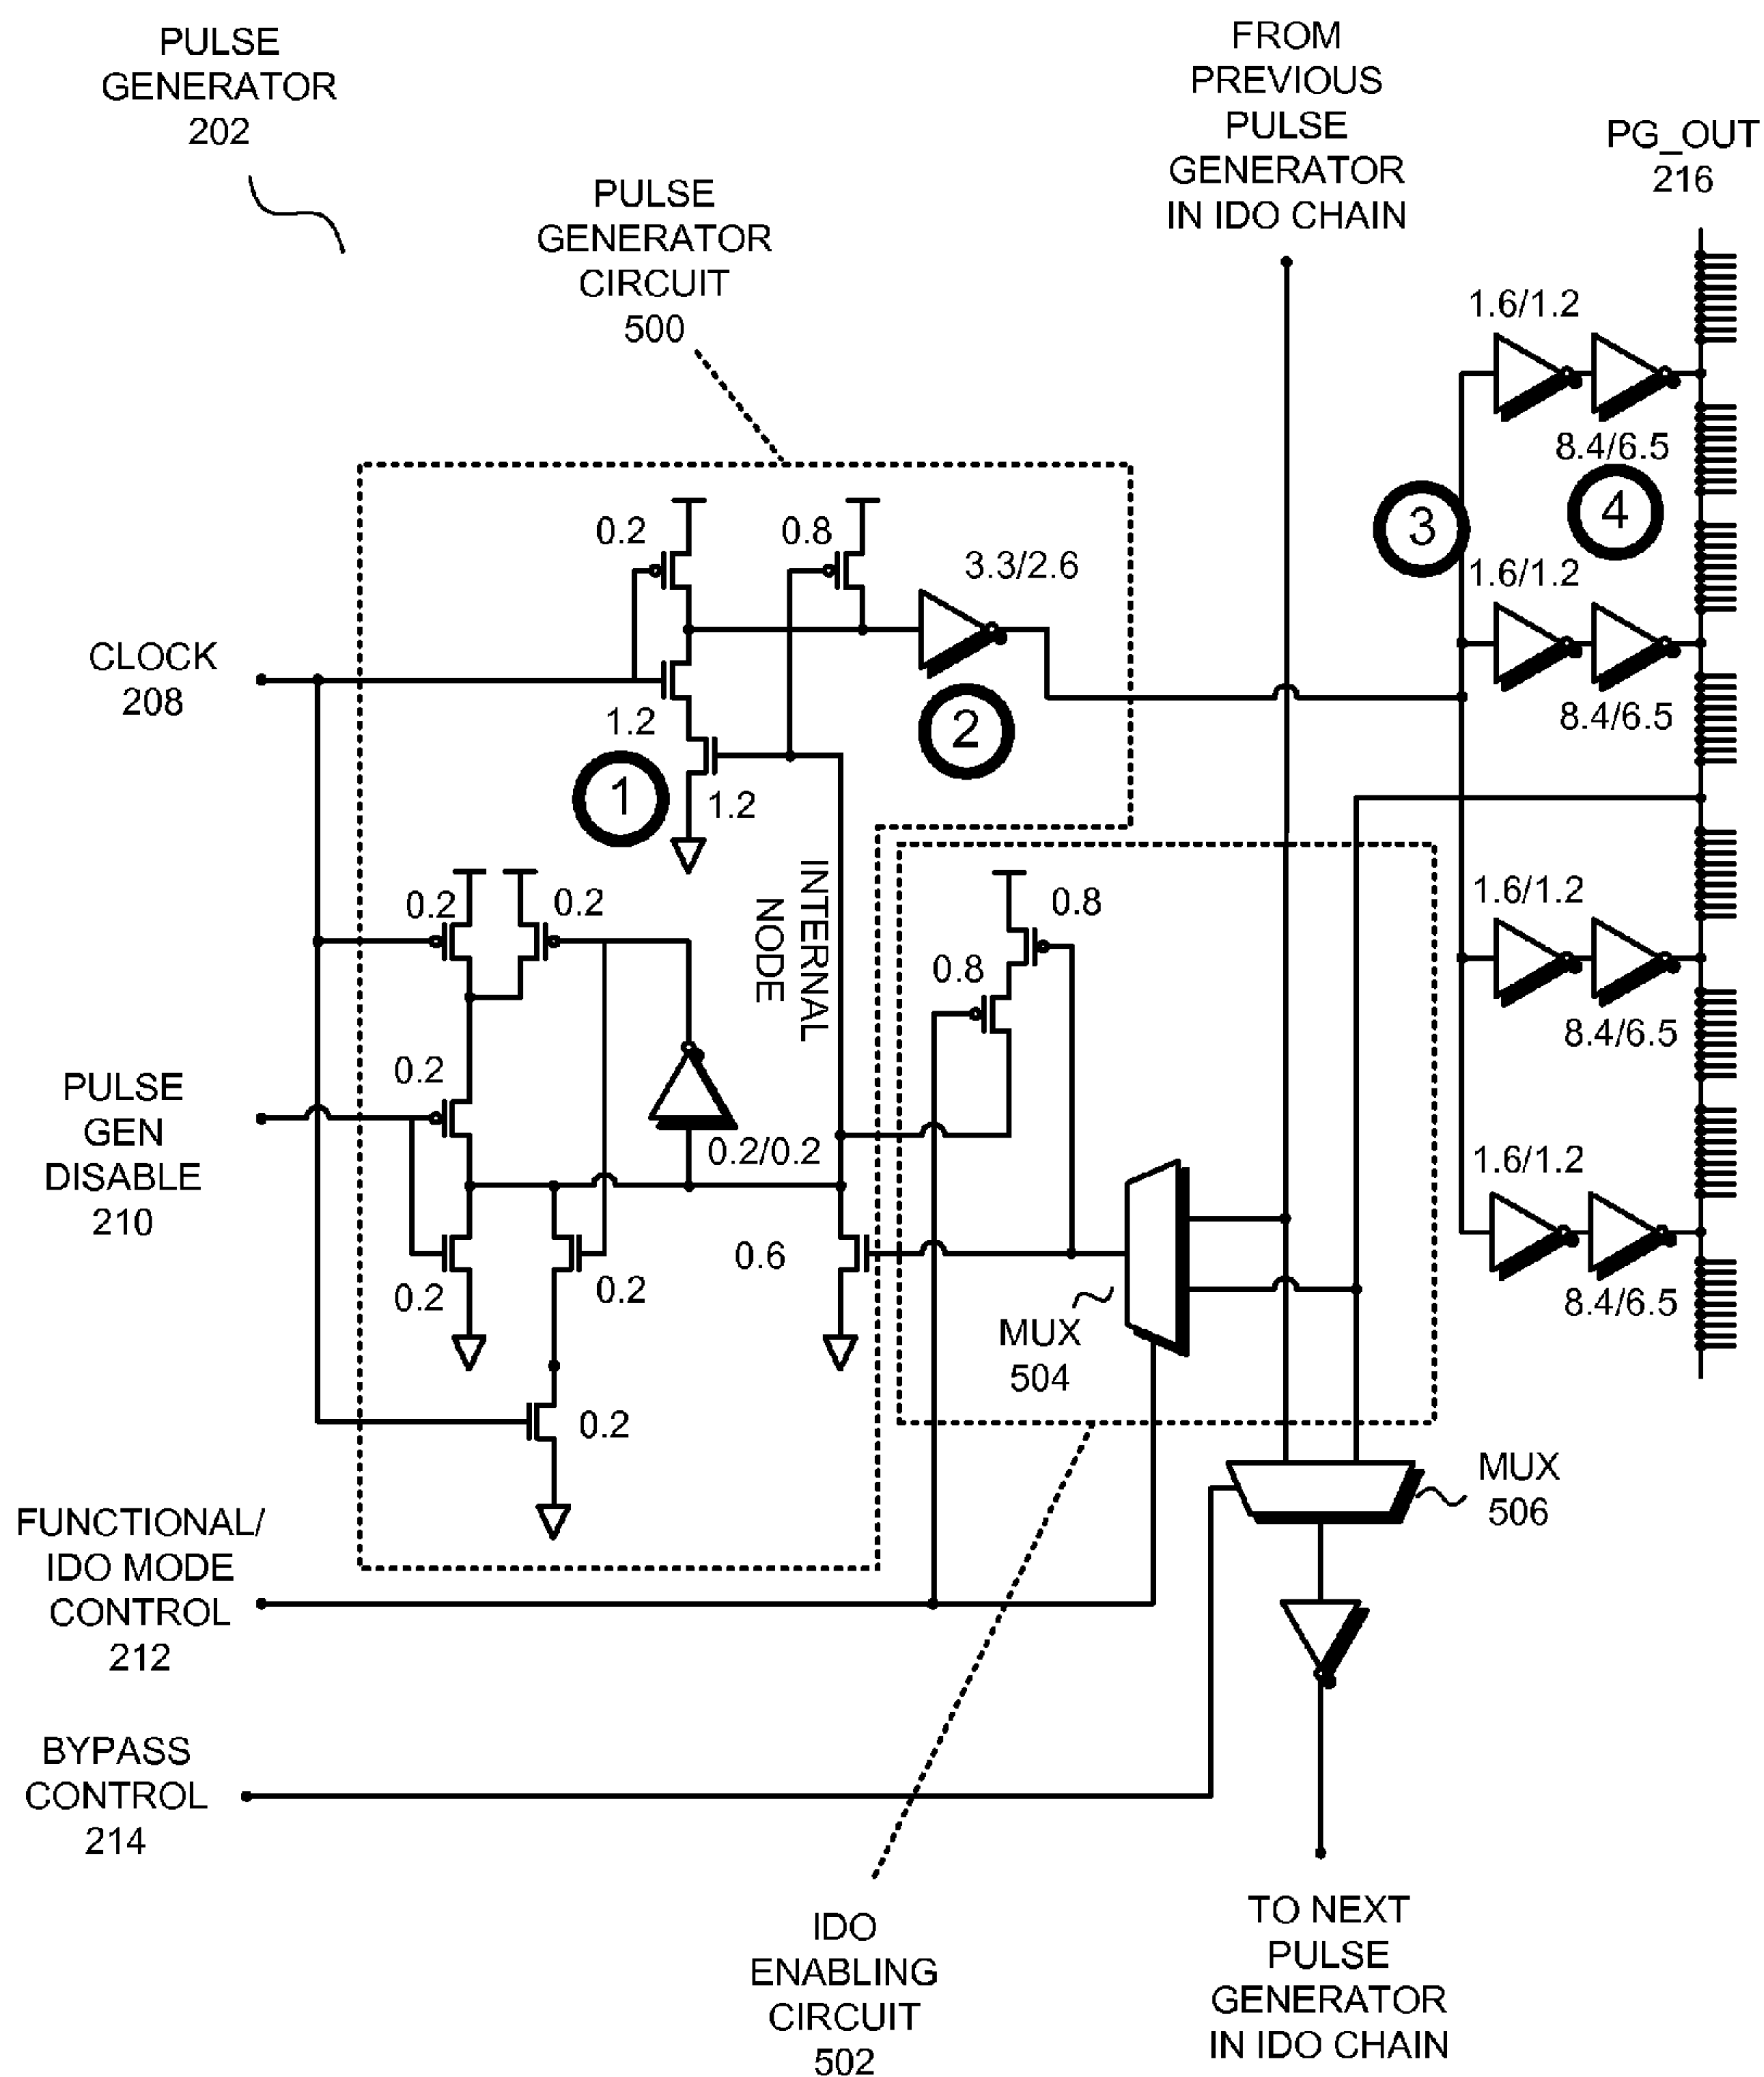 PULSE
GENERATOR
202
PULSE
GENERATOR
CIRCUIT
500
FROM
PREVIOUS
PULSE
GENERATOR
IN IDO CHAIN
PG_OUT
216
1.6/1.2
8.4/6.5
3
4
0.2
0.8
3.3/2.6
1.6/1.2
CLOCK
208
1.2
2
8.4/6.5
1
1.2
INTERNAL
NODE
0.2
0.2
0.8
0.8
1.6/1.2
8.4/6.5
PULSE
GEN
DISABLE
210
0.2
0.2/0.2
1.6/1.2
0.2
0.2
0.6
MUX
504
8.4/6.5
0.2
MUX
506
FUNCTIONAL/
IDO MODE
CONTROL
212
BYPASS
CONTROL
214
IDO
ENABLING
CIRCUIT
502
TO NEXT
PULSE
GENERATOR
IN IDO CHAIN